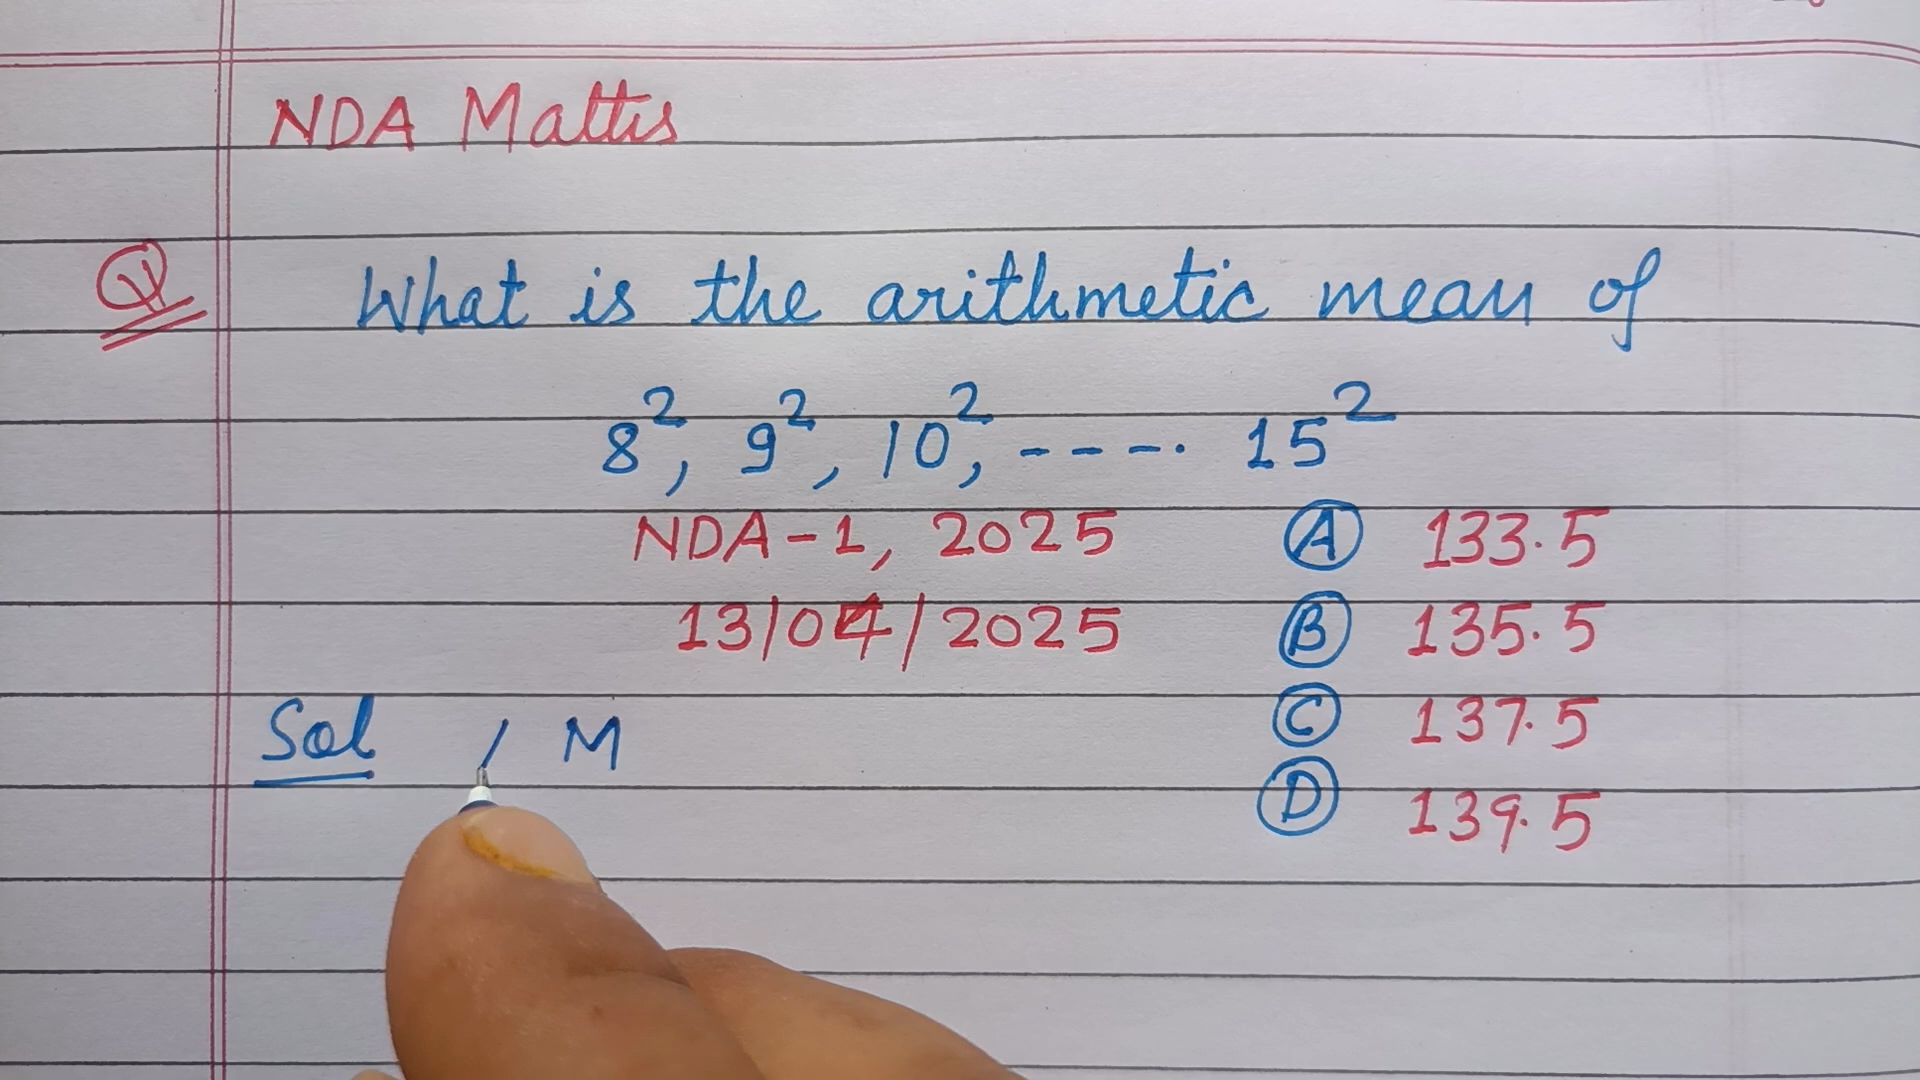 NDA Maths
Q What is the arithmetic mean of
8², 9², 10², ----. 15²
NDA-1, 2025 (A) 133.5
13/04/2025 (B) 135.5
(C) 137.5
(D) 139.5
Sol / M